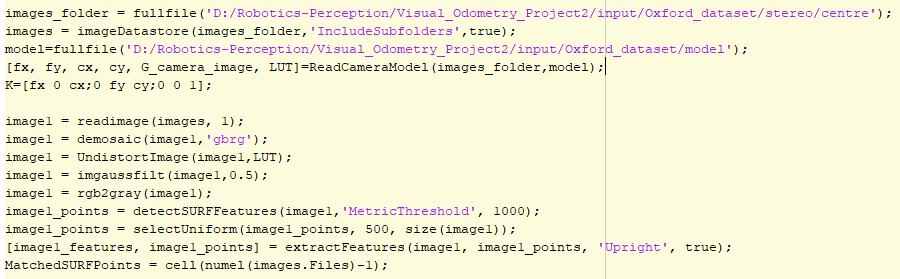 images_folder = fullfile('D:/Robotics-Perception/Visual_Odometry_Project2/input/Oxford_dataset/stereo/centre');
images = imageDatastore(images_folder,'IncludeSubfolders',true);
model=fullfile('D:/Robotics-Perception/Visual_Odometry_Project2/input/Oxford_dataset/model');
[fx, fy, cx, cy, G_camera_image, LUT]=ReadCameraModel(images_folder,model);
K=[fx 0 cx;0 fy cy;0 0 1];
image1 = readimage(images, 1);
image1 = demosaic(image1,'gbrg');
image1 = UndistortImage(image1,LUT);
image1 = imgaussfilt(image1,0.5);
image1 = rgb2gray(image1);
image1_points = detectSURFFeatures(image1,'MetricThreshold', 1000);
image1_points = selectUniform(image1_points, 500, size(image1));
[image1_features, image1_points] = extractFeatures(image1, image1_points, 'Upright', true);
MatchedSURFPoints = cell(numel(images.Files)-1);